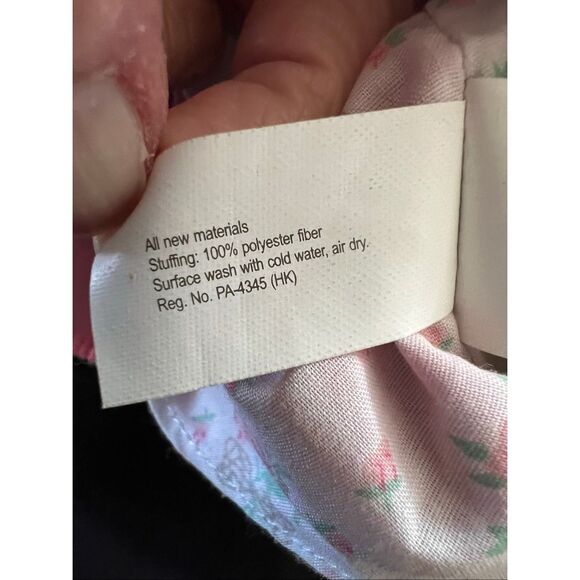 All new materials
Stuffing: 100% polyester fiber
Surface wash with cold water, air dry.
Reg. No. PA-4345 (HK)